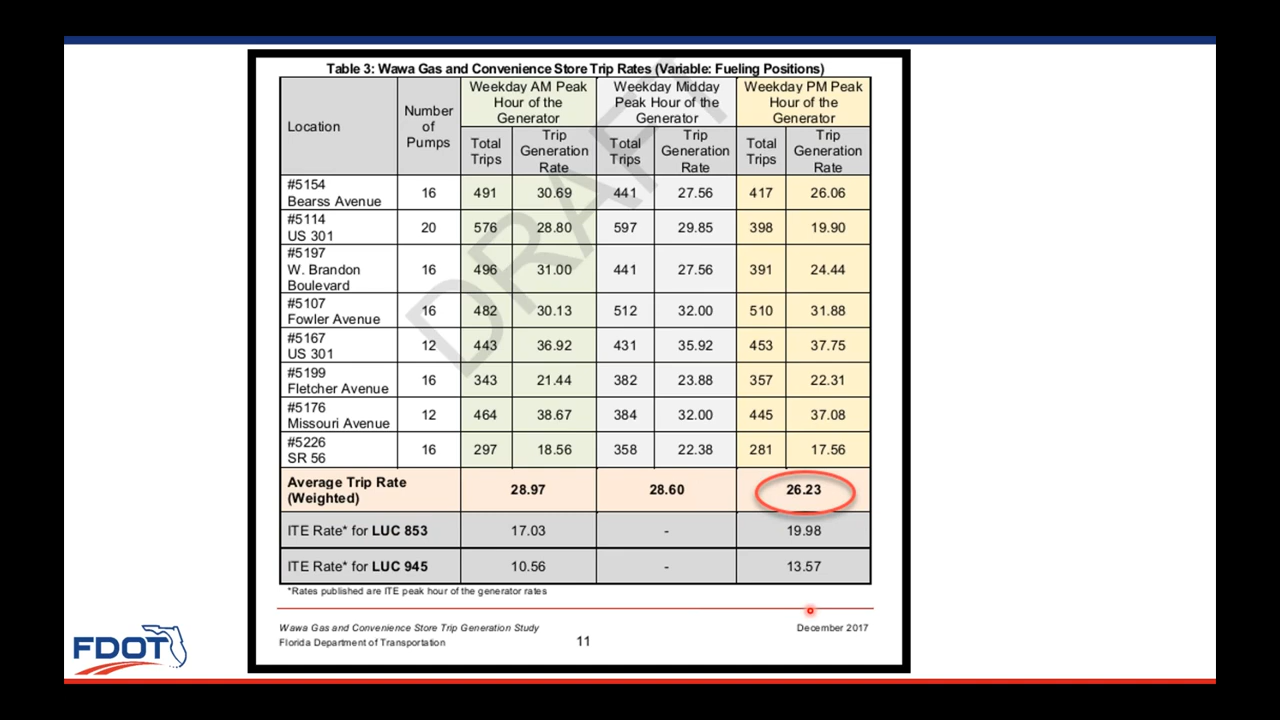 Table 3: Wawa Gas and Convenience Store Trip Rates (Variable: Fueling Positions)
Location
Number
of
Pumps
Weekday AM Peak
Hour of the
Generator
Weekday Midday
Peak Hour of the
Generator
Weekday PM Peak
Hour of the
Generator
Total
Trips
Trip
Generation
Rate
Total
Trips
Trip
Generation
Rate
Total
Trips
Trip
Generation
Rate
#5154
Bearss Avenue
16 491 30.69 441 27.56 417 26.06
#5114
US 301
20 576 28.80 597 29.85 398 19.90
#5197
W. Brandon
Boulevard
16 496 31.00 441 27.56 391 24.44
#5107
Fowler Avenue
16 482 30.13 512 32.00 510 31.88
#5167
US 301
12 443 36.92 431 35.92 453 37.75
#5199
Fletcher Avenue
16 343 21.44 382 23.88 357 22.31
#5176
Missouri Avenue
12 464 38.67 384 32.00 445 37.08
#5226
SR 56
16 297 18.56 358 22.38 281 17.56
Average Trip Rate
(Weighted)
28.97 28.60 26.23
ITE Rate* for LUC 853 17.03 - 19.98
ITE Rate* for LUC 945 10.56 - 13.57
*Rates published are ITE peak hour of the generator rates
DRAFT
Wawa Gas and Convenience Store Trip Generation Study
Florida Department of Transportation
11
December 2017
FDOT